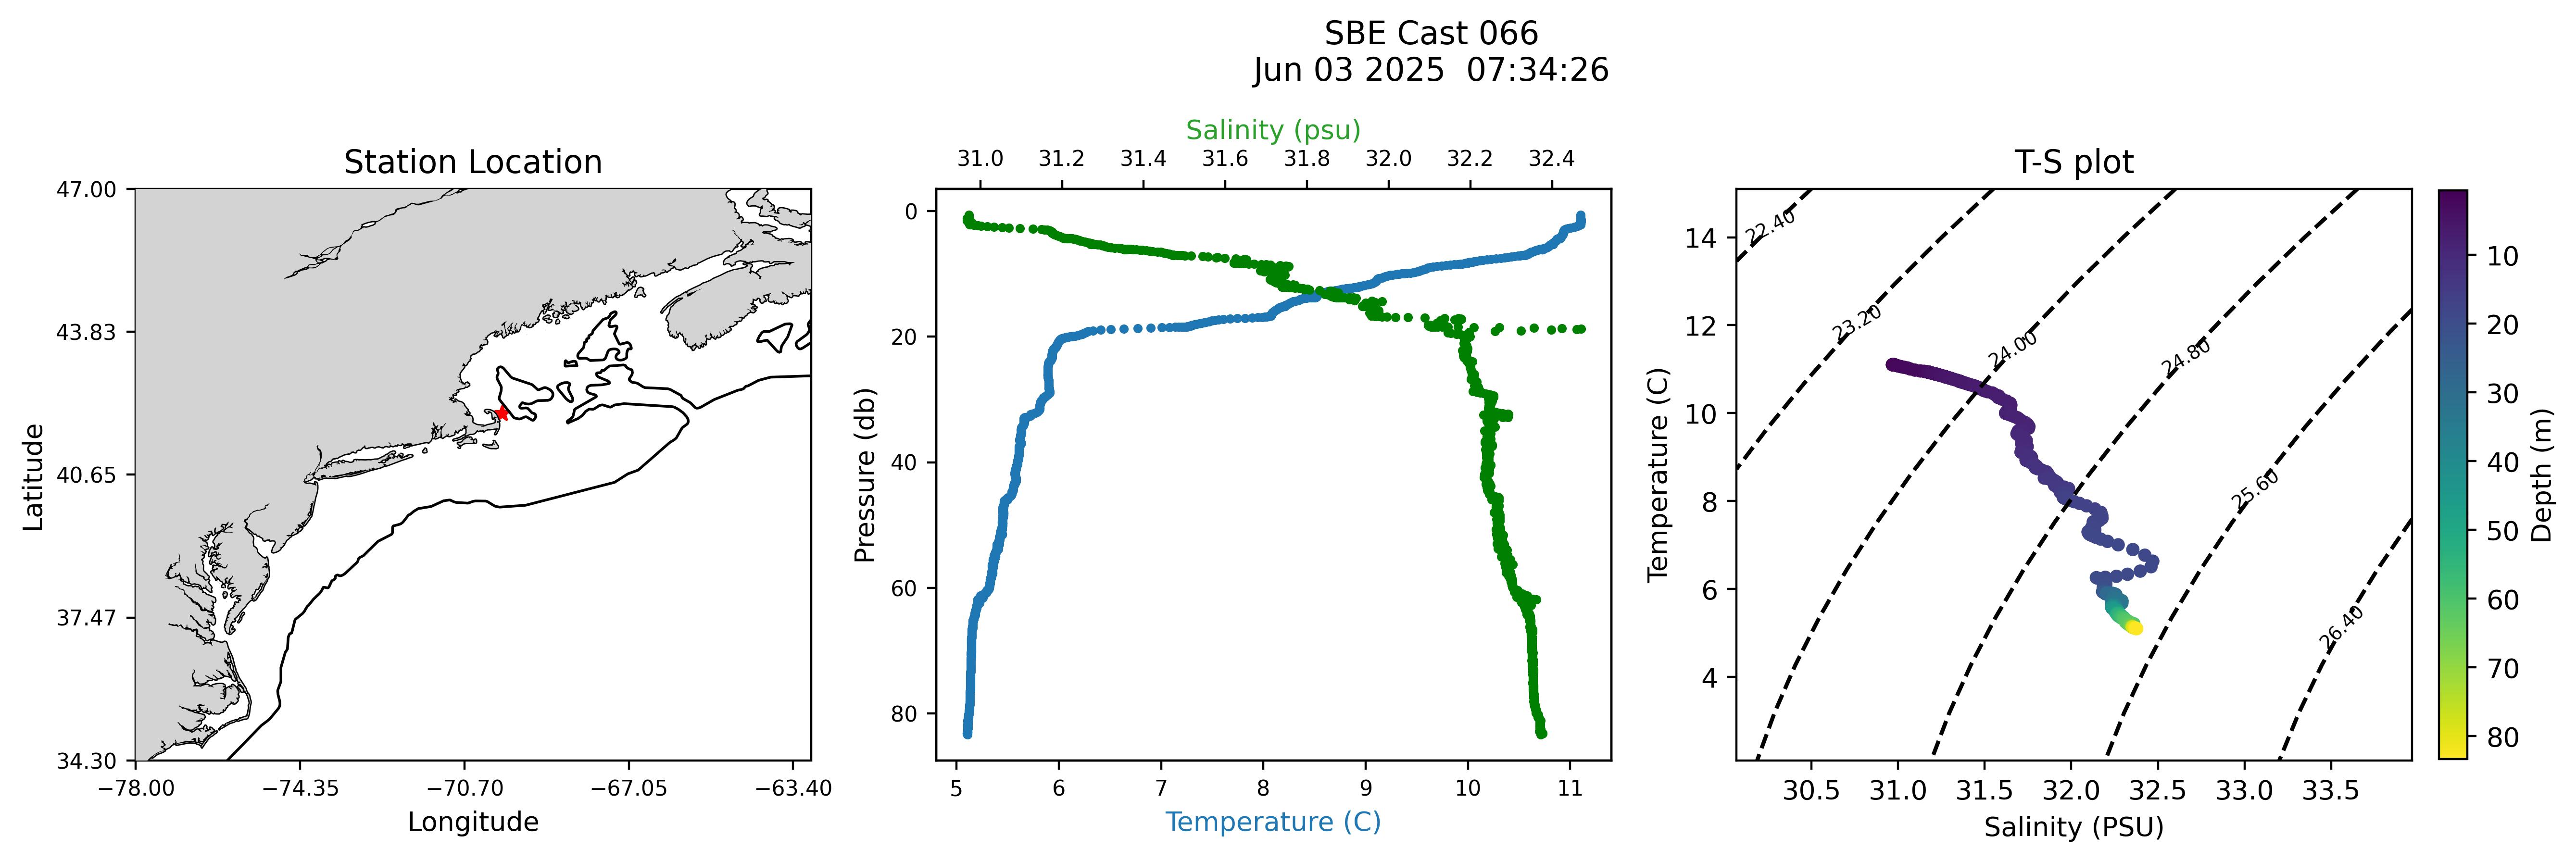 SBE Cast 066
Jun 03 2025  07:34:26
Station Location
47.00
43.83
40.65
37.47
34.30
Latitude
−78.00 −74.35 −70.70 −67.05 −63.40
Longitude
Salinity (psu)
31.0 31.2 31.4 31.6 31.8 32.0 32.2 32.4
0
20
40
60
80
Pressure (db)
5 6 7 8 9 10 11
Temperature (C)
T-S plot
14
12
10
8
6
4
Temperature (C)
22.40
23.20
24.00
24.80
25.60
26.40
30.5 31.0 31.5 32.0 32.5 33.0 33.5
Salinity (PSU)
10
20
30
40
50
60
70
80
Depth (m)